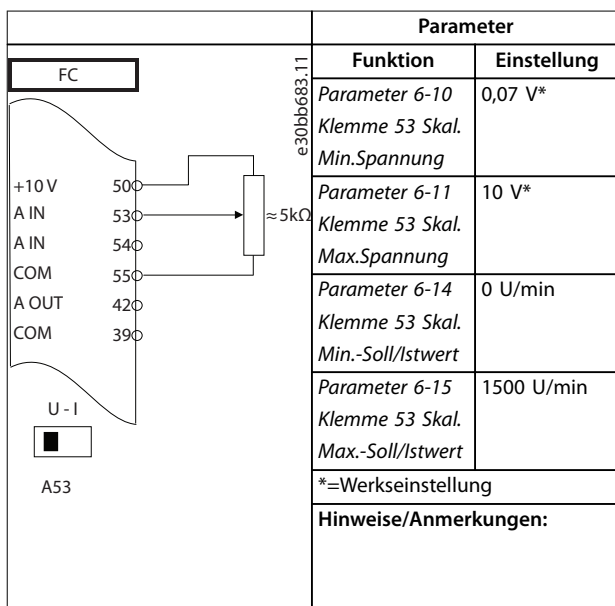 Parameter
Funktion Einstellung
FC
e30bb683.11
+10 V 50
A IN 53
A IN 54
COM 55
A OUT 42
COM 39
≈ 5kΩ
U - I
A53
Parameter 6-10 0,07 V*
Klemme 53 Skal.
Min.Spannung
Parameter 6-11 10 V*
Klemme 53 Skal.
Max.Spannung
Parameter 6-14 0 U/min
Klemme 53 Skal.
Min.-Soll/Istwert
Parameter 6-15 1500 U/min
Klemme 53 Skal.
Max.-Soll/Istwert
*=Werkseinstellung
Hinweise/Anmerkungen: